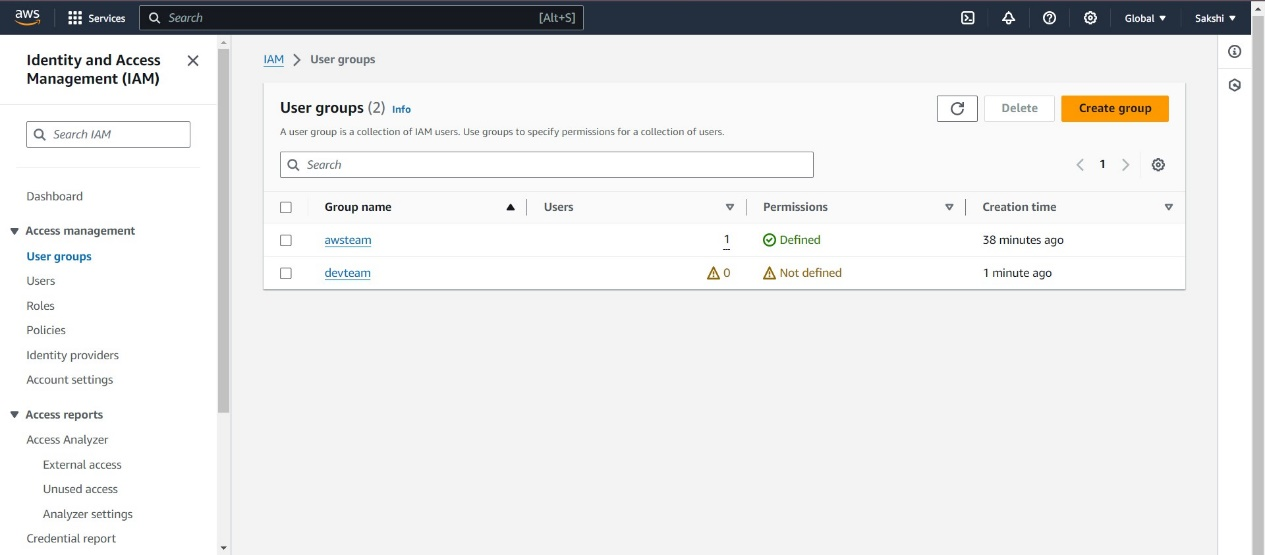 aws Services Search [Alt+S] Global Sakshi
Identity and Access
Management (IAM)
Search IAM
Dashboard
Access management
User groups
Users
Roles
Policies
Identity providers
Account settings
Access reports
Access Analyzer
External access
Unused access
Analyzer settings
Credential report
IAM User groups
User groups (2) Info Delete Create group
A user group is a collection of IAM users. Use groups to specify permissions for a collection of users.
Search 1
Group name Users Permissions Creation time
awsteam 1 Defined 38 minutes ago
devteam 0 Not defined 1 minute ago